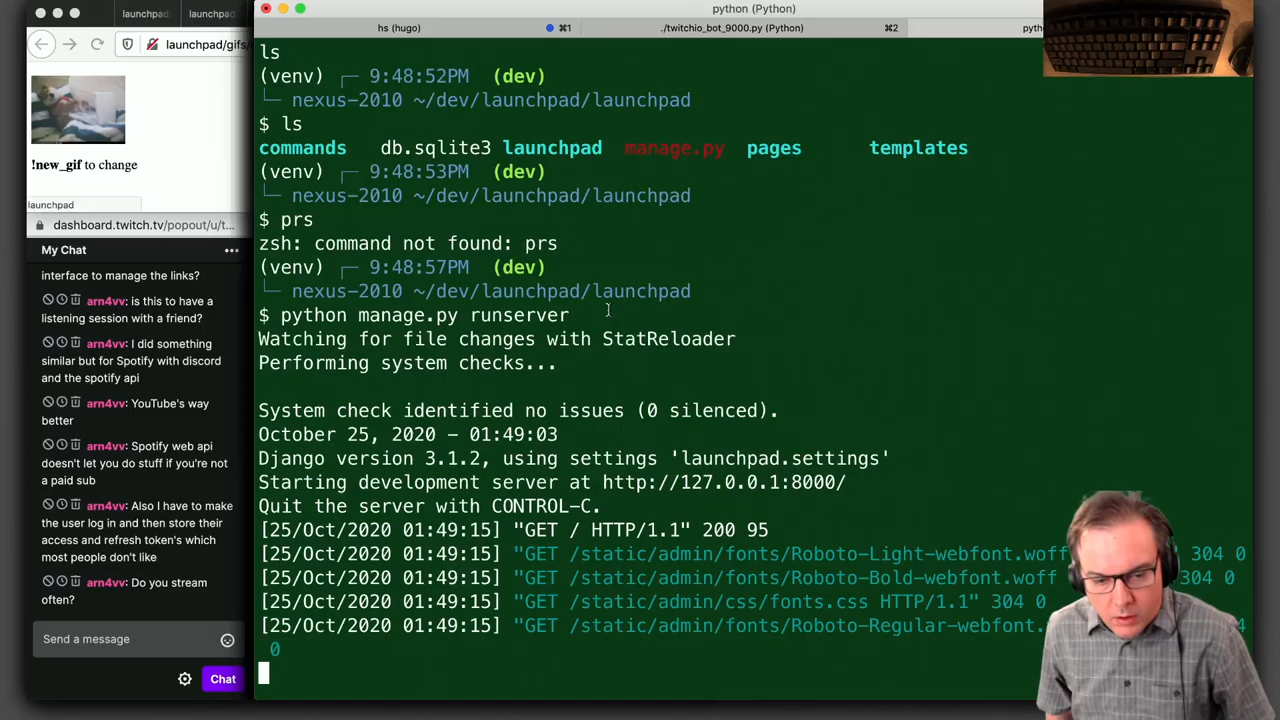 launchpad
launchpad
launchpad/gifs/
!new_gif to change
launchpad
dashboard.twitch.tv/popout/u/t...
My Chat
interface to manage the links?
arn4vv: is this to have a
listening session with a friend?
arn4vv: I did something
similar but for Spotify with discord
and the spotify api
arn4vv: YouTube's way
better
arn4vv: Spotify web api
doesn't let you do stuff if you're not
a paid sub
arn4vv: Also I have to make
the user log in and then store their
access and refresh token's which
most people don't like
arn4vv: Do you stream
often?
Send a message
Chat
python (Python)
hs (hugo)
⌘1
./twitchio_bot_9000.py (Python)
⌘2
ls
(venv) ┌─ 9:48:52PM (dev)
└─ nexus-2010 ~/dev/launchpad/launchpad
$ ls
commands db.sqlite3 launchpad manage.py pages templates
(venv) ┌─ 9:48:53PM (dev)
└─ nexus-2010 ~/dev/launchpad/launchpad
$ prs
zsh: command not found: prs
(venv) ┌─ 9:48:57PM (dev)
└─ nexus-2010 ~/dev/launchpad/launchpad
$ python manage.py runserver
Watching for file changes with StatReloader
Performing system checks...
System check identified no issues (0 silenced).
October 25, 2020 - 01:49:03
Django version 3.1.2, using settings 'launchpad.settings'
Starting development server at http://127.0.0.1:8000/
Quit the server with CONTROL-C.
[25/Oct/2020 01:49:15] "GET / HTTP/1.1" 200 95
[25/Oct/2020 01:49:15] "GET /static/admin/fonts/Roboto-Light-webfont.woff 304 0
[25/Oct/2020 01:49:15] "GET /static/admin/fonts/Roboto-Bold-webfont.woff 304 0
[25/Oct/2020 01:49:15] "GET /static/admin/css/fonts.css HTTP/1.1" 304 0
[25/Oct/2020 01:49:15] "GET /static/admin/fonts/Roboto-Regular-webfont. 4
0